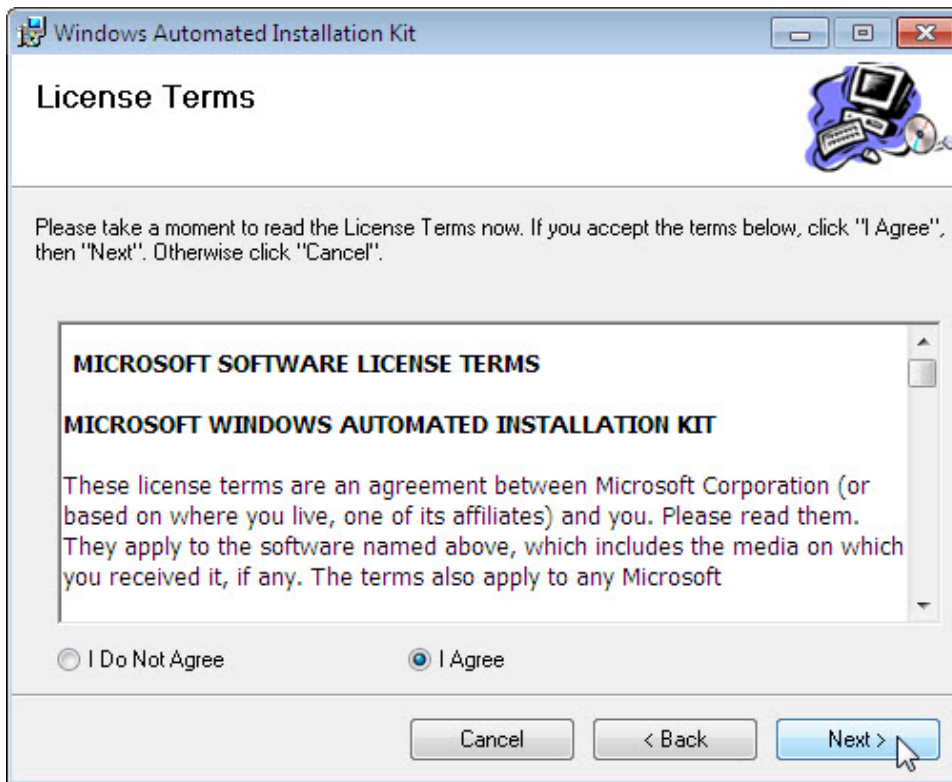 Windows Automated Installation Kit
License Terms
Please take a moment to read the License Terms now. If you accept the terms below, click "I Agree",
then "Next". Otherwise click "Cancel".
MICROSOFT SOFTWARE LICENSE TERMS
MICROSOFT WINDOWS AUTOMATED INSTALLATION KIT
These license terms are an agreement between Microsoft Corporation (or
based on where you live, one of its affiliates) and you. Please read them.
They apply to the software named above, which includes the media on which
you received it, if any. The terms also apply to any Microsoft
I Do Not Agree
I Agree
Cancel
< Back
Next >